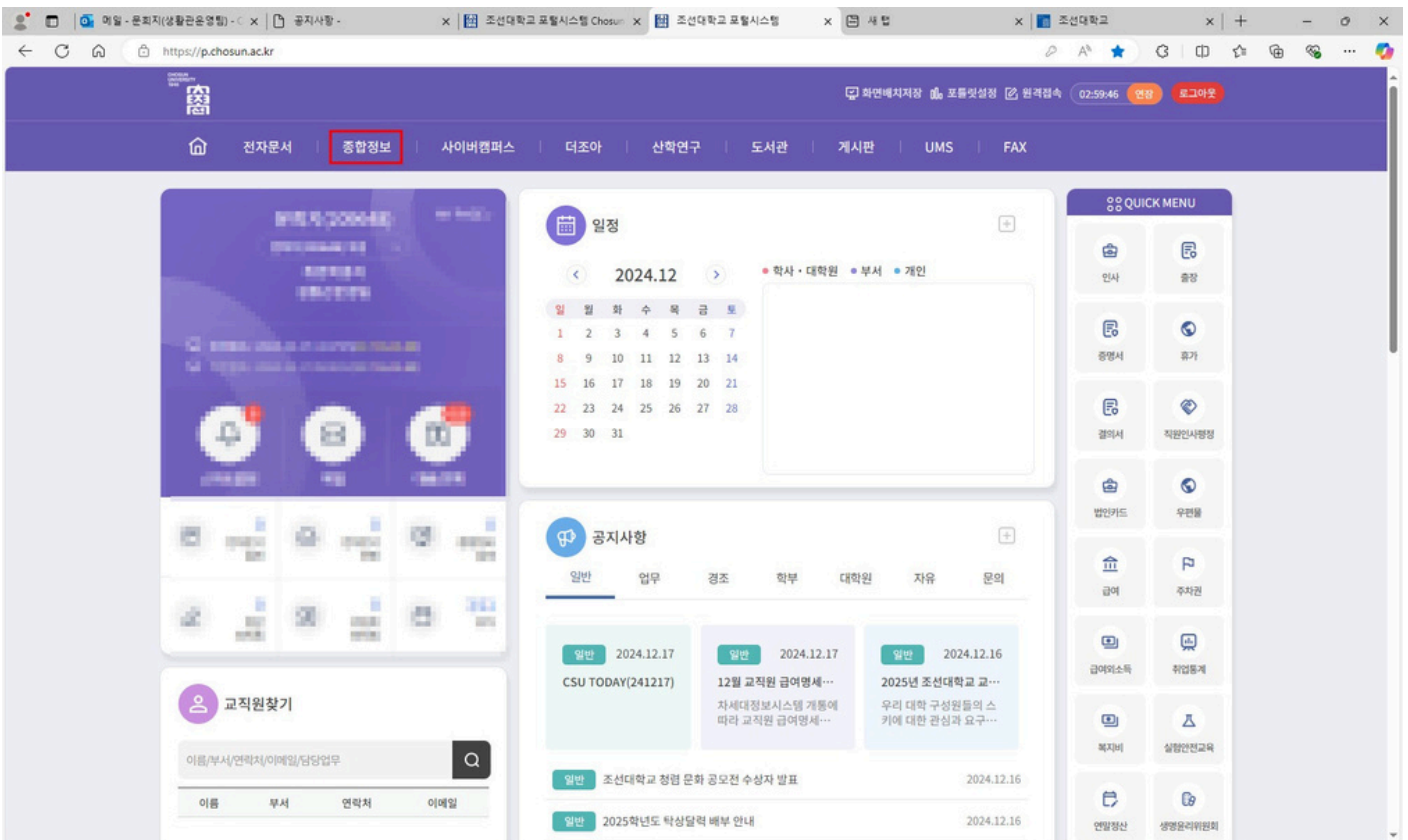 메일 - 문희지(생활관운영팀) - C
공지사항 -
조선대학교 포털시스템 Chosun
조선대학교 포털시스템
새 탭
조선대학교
https://p.chosun.ac.kr
CHOSUN UNIVERSITY
화면배치저장 포틀릿설정 원격접속 02:59:46 연장 로그아웃
전자문서 종합정보 사이버캠퍼스 더조아 산학연구 도서관 게시판 UMS FAX
일정
2024.12
학사・대학원 부서 개인
일 월 화 수 목 금 토
1 2 3 4 5 6 7
8 9 10 11 12 13 14
15 16 17 18 19 20 21
22 23 24 25 26 27 28
29 30 31
공지사항
일반 업무 경조 학부 대학원 자유 문의
일반 2024.12.17
CSU TODAY(241217)
일반 2024.12.17
12월 교직원 급여명세…
차세대정보시스템 개통에
따라 교직원 급여명세…
일반 2024.12.16
2025년 조선대학교 교…
우리 대학 구성원들의 스
키에 대한 관심과 요구…
일반 조선대학교 청렴 문화 공모전 수상자 발표 2024.12.16
일반 2025학년도 탁상달력 배부 안내 2024.12.16
교직원찾기
이름/부서/연락처/이메일/담당업무
이름 부서 연락처 이메일
QUICK MENU
인사 출장
증명서 휴가
결의서 직원인사평정
법인카드 우편물
급여 주차권
급여외소득 취업통계
복지비 실험안전교육
연말정산 생명윤리위원회